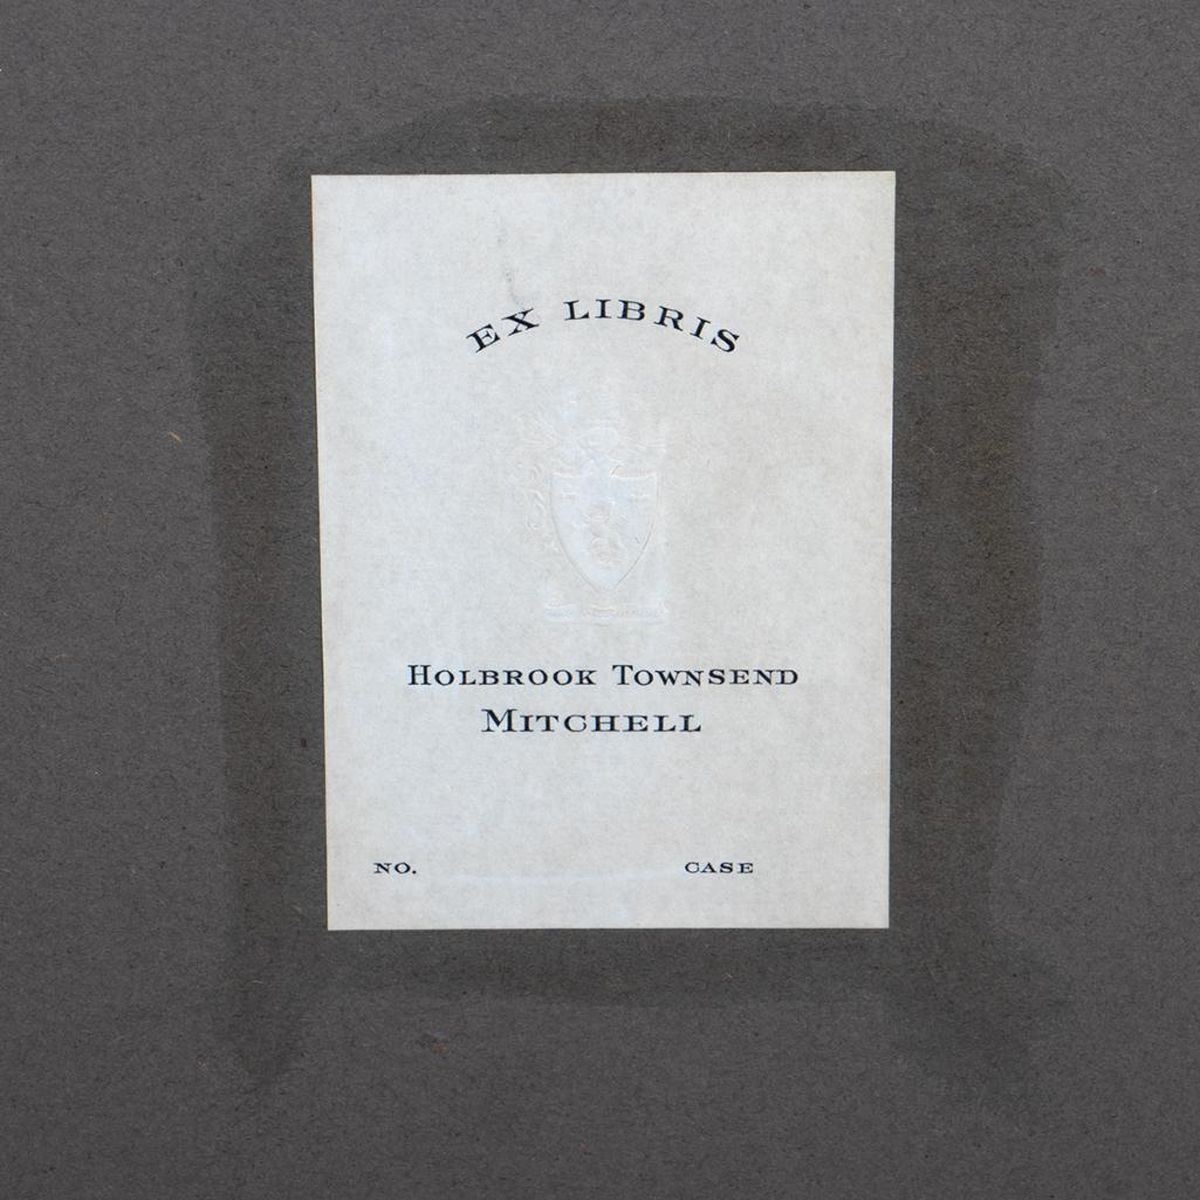 EX LIBRIS
HOLBROOK TOWNSEND
MITCHELL
NO. CASE